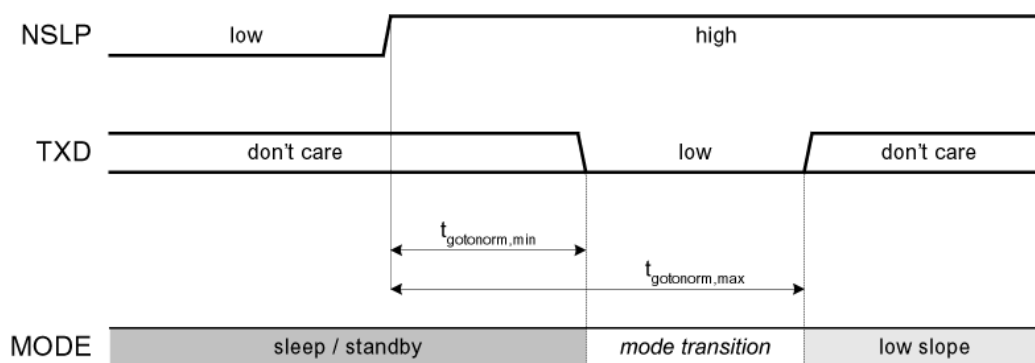 NSLP low high
TXD don't care low don't care
tgotonorm,min
tgotonorm,max
MODE sleep / standby mode transition low slope